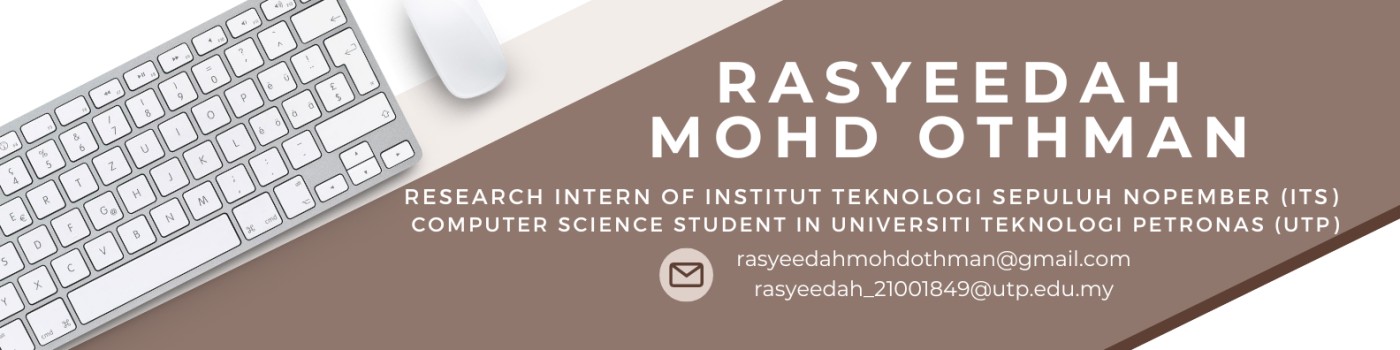 RASYEEDAH
MOHD OTHMAN
RESEARCH INTERN OF INSTITUT TEKNOLOGI SEPULUH NOPEMBER (ITS)
COMPUTER SCIENCE STUDENT IN UNIVERSITI TEKNOLOGI PETRONAS (UTP)
rasyeedahmohdothman@gmail.com
rasyeedah_21001849@utp.edu.my